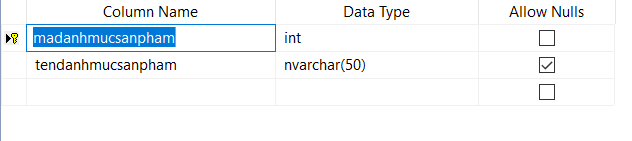 Column Name Data Type Allow Nulls
madanhmucsanpham int
tendanhmucsanpham nvarchar(50)